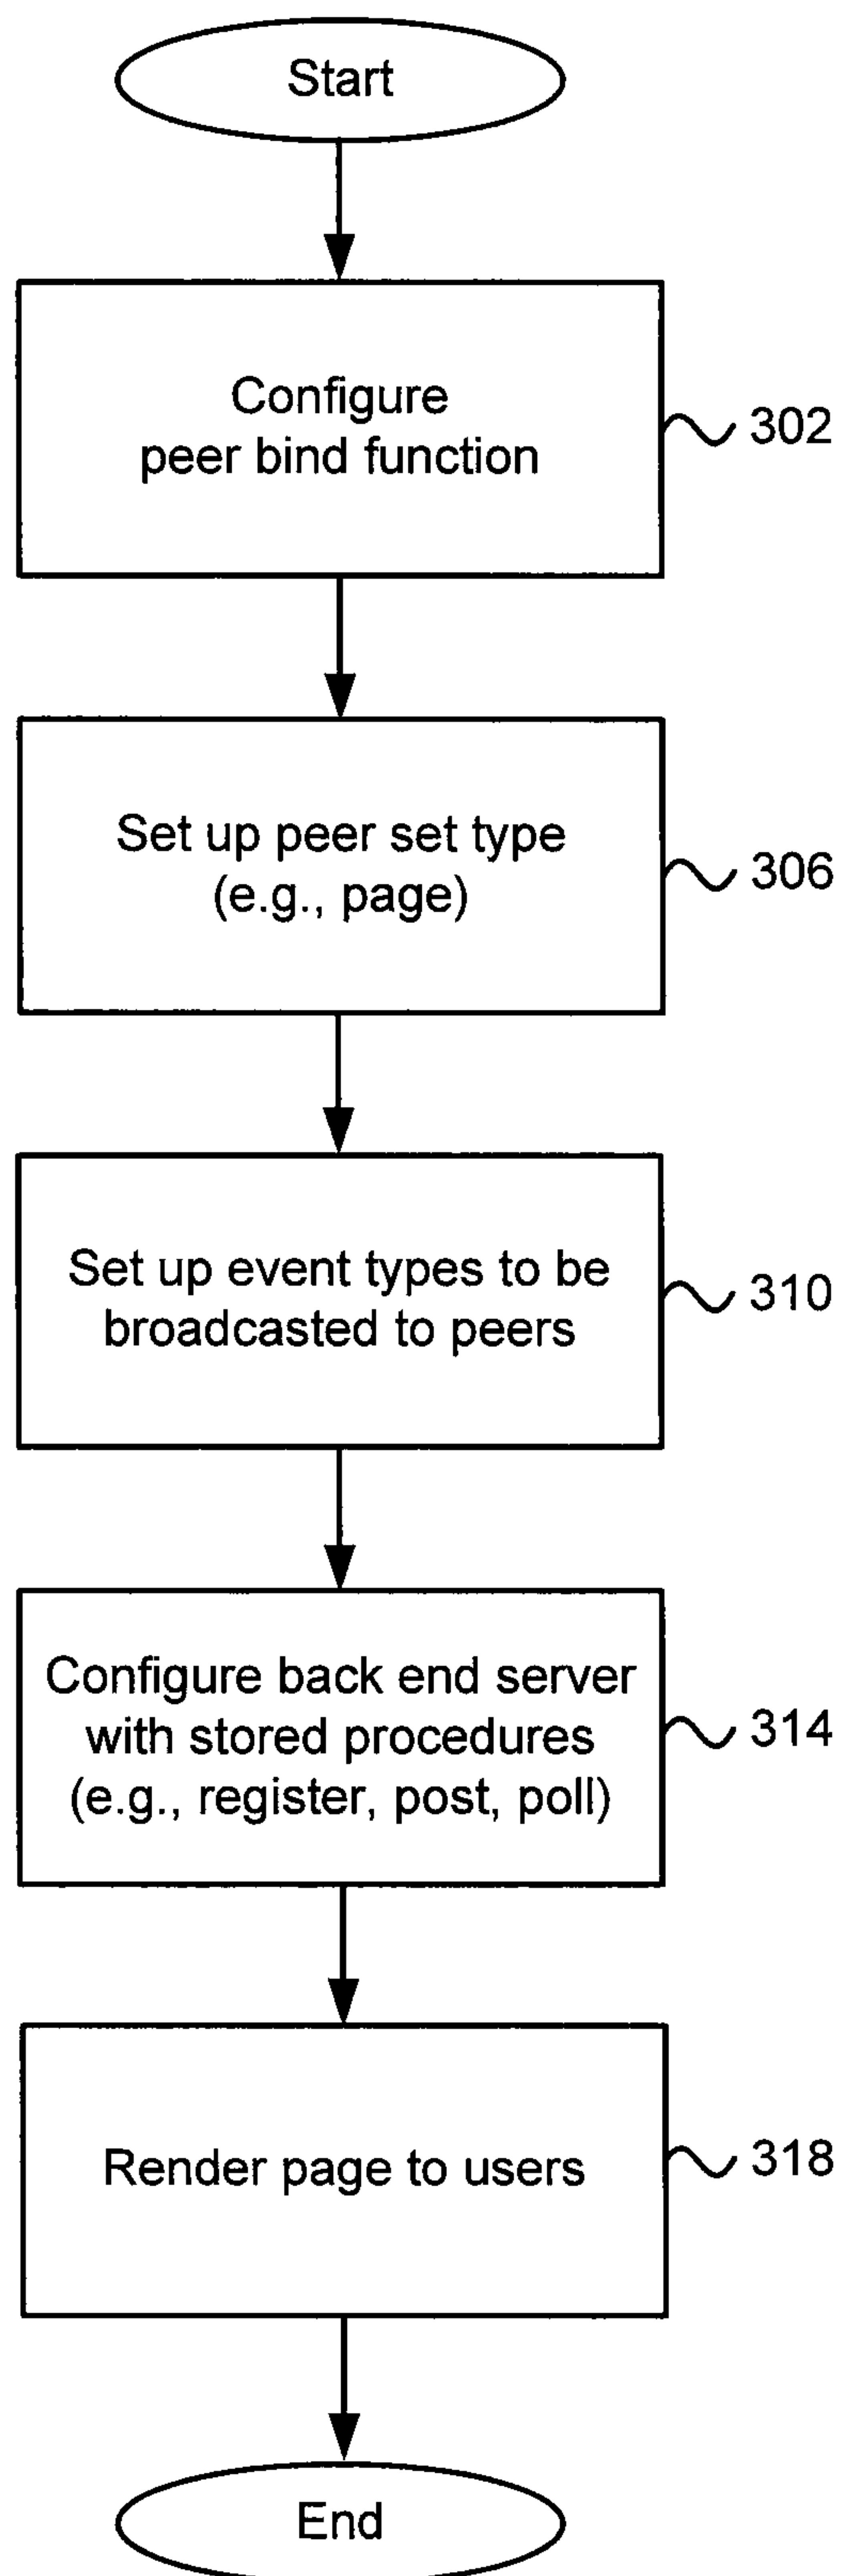 Start
Configure
peer bind function
302
Set up peer set type
(e.g., page)
306
Set up event types to be
broadcasted to peers
310
Configure back end server
with stored procedures
(e.g., register, post, poll)
314
Render page to users
318
End